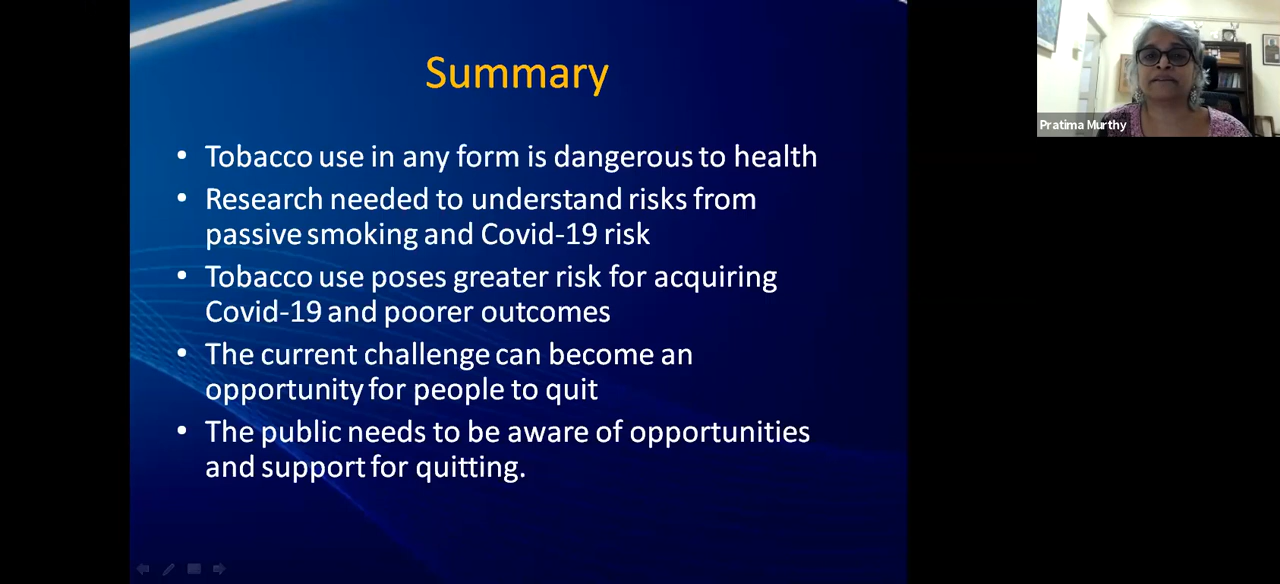 Summary
• Tobacco use in any form is dangerous to health
• Research needed to understand risks from
passive smoking and Covid-19 risk
• Tobacco use poses greater risk for acquiring
Covid-19 and poorer outcomes
• The current challenge can become an
opportunity for people to quit
• The public needs to be aware of opportunities
and support for quitting.
Pratima Murthy